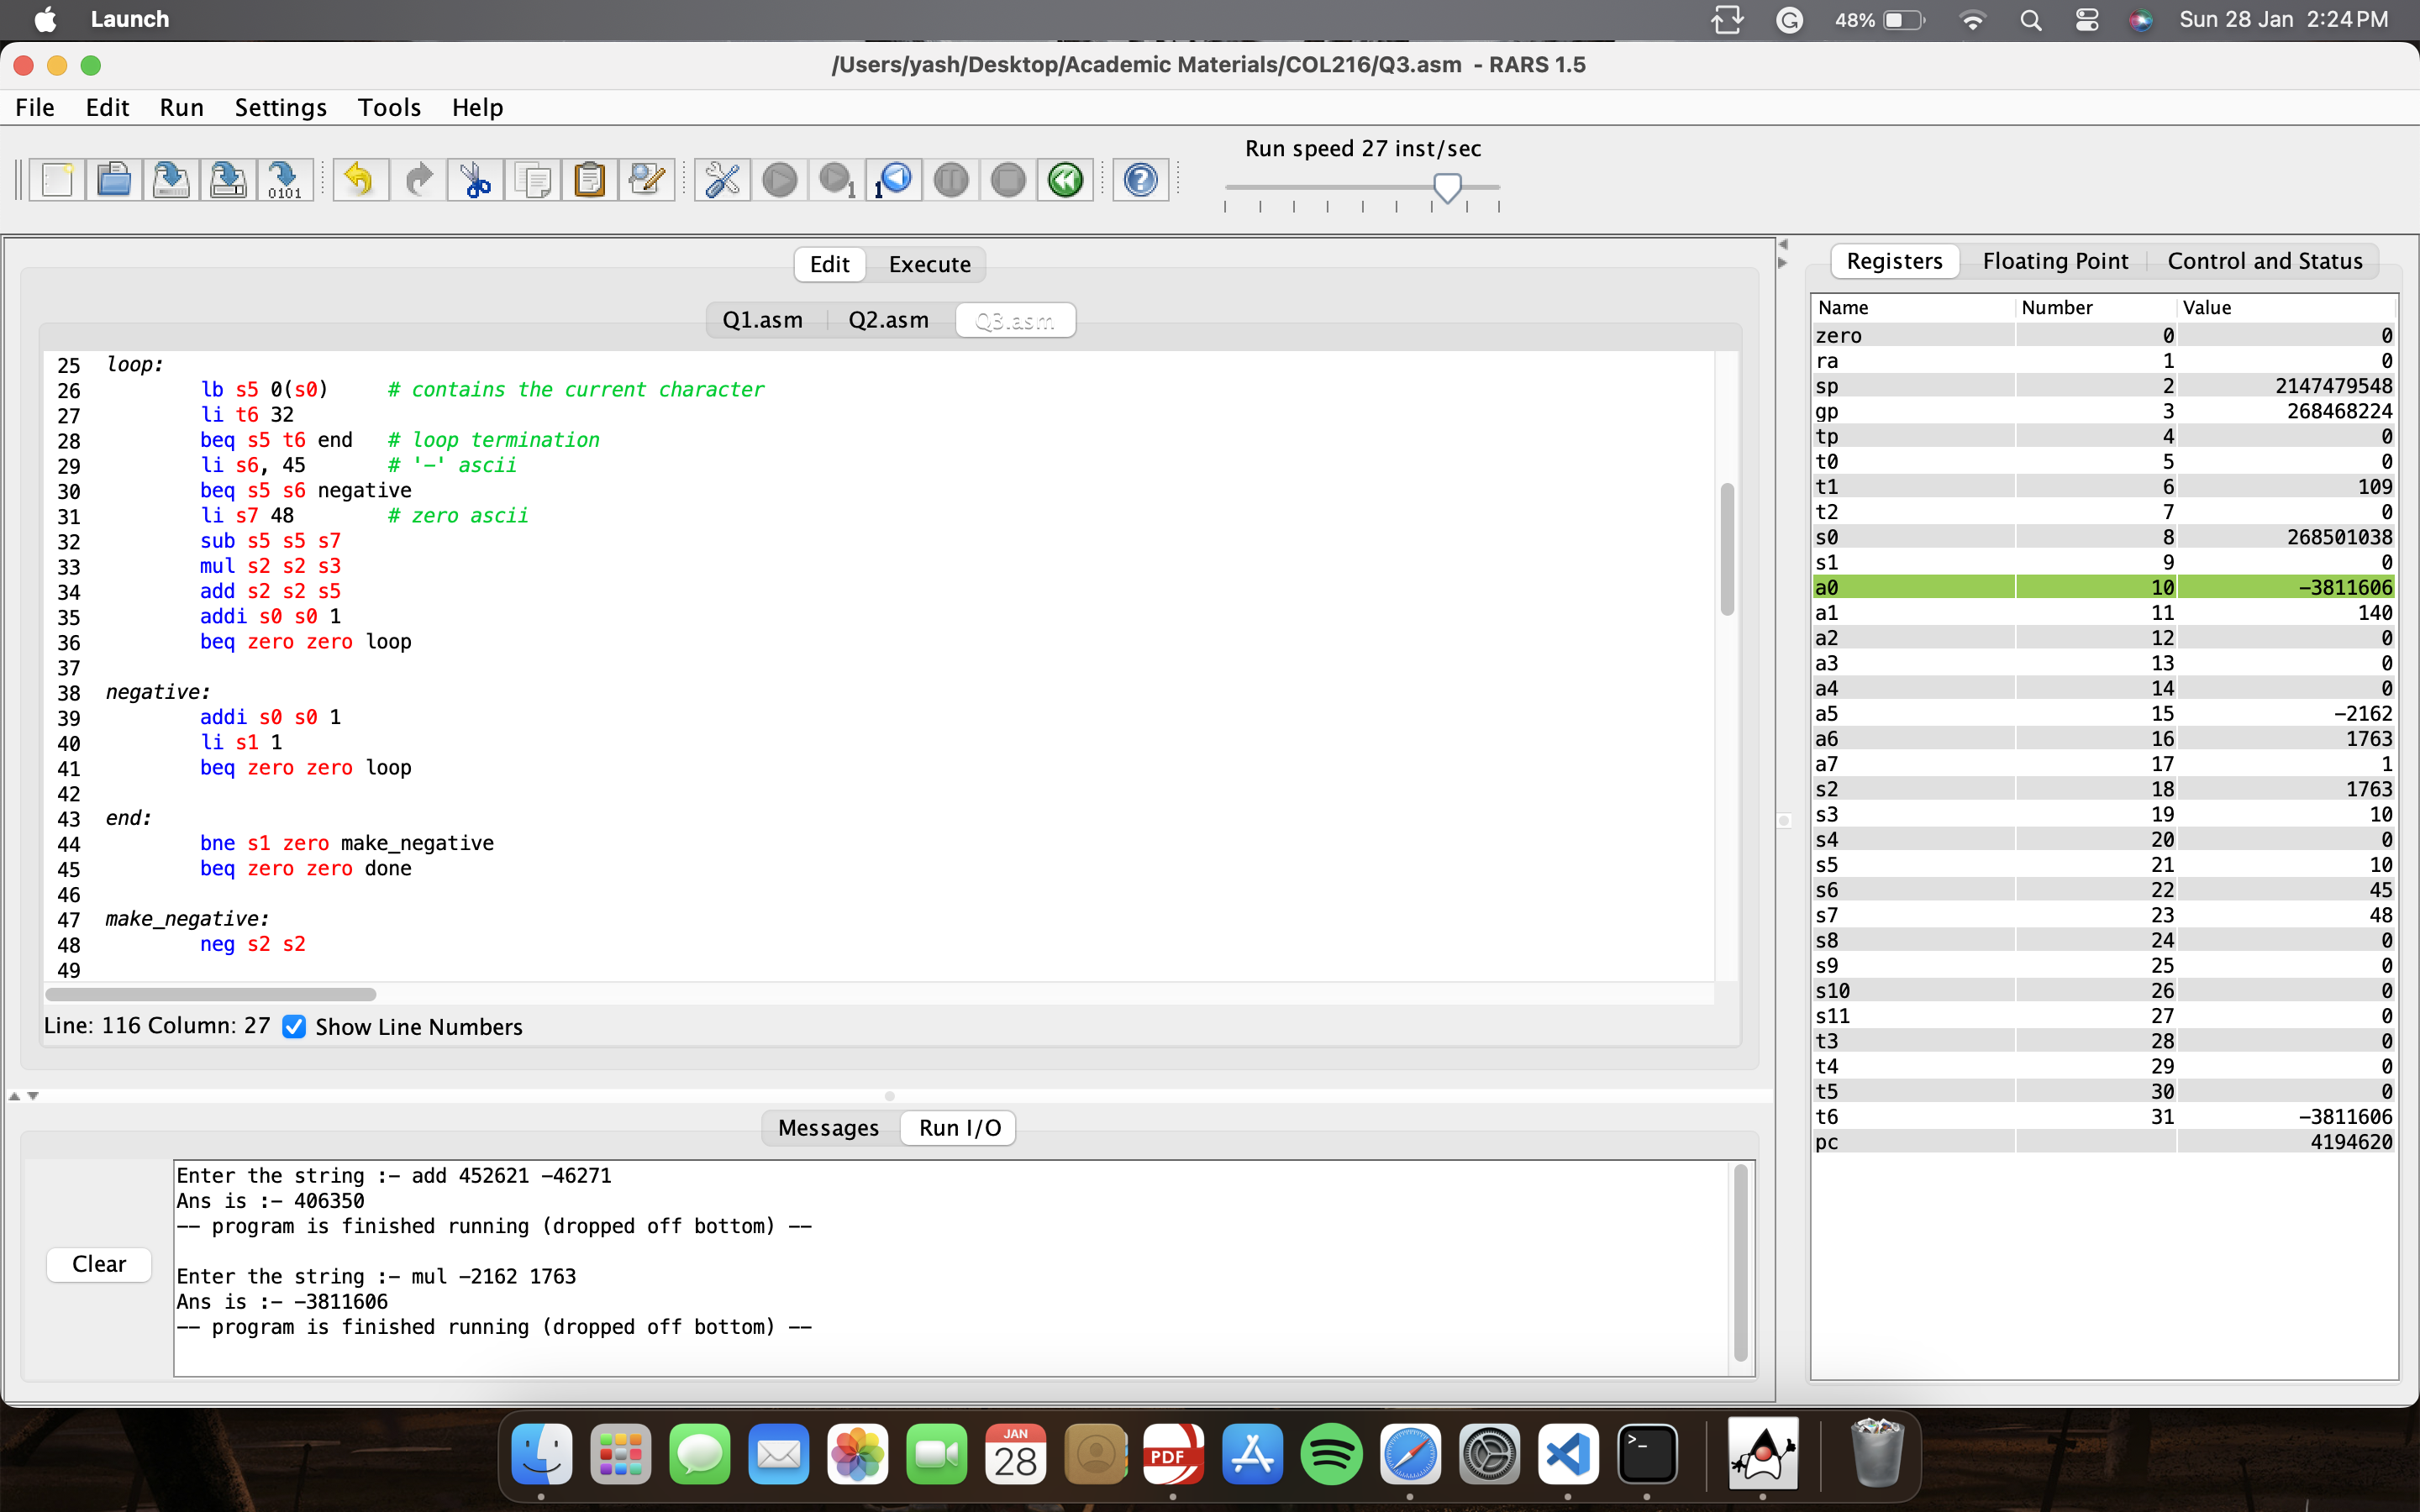 Launch
48%
Sun 28 Jan 2:24 PM
/Users/yash/Desktop/Academic Materials/COL216/Q3.asm - RARS 1.5
File Edit Run Settings Tools Help
Run speed 27 inst/sec
0101
1
1
Edit Execute
Q1.asm Q2.asm Q3.asm
25 loop:
26 lb s5 0(s0) # contains the current character
27 li t6 32
28 beq s5 t6 end # loop termination
29 li s6, 45 # '-' ascii
30 beq s5 s6 negative
31 li s7 48 # zero ascii
32 sub s5 s5 s7
33 mul s2 s2 s3
34 add s2 s2 s5
35 addi s0 s0 1
36 beq zero zero loop
37
38 negative:
39 addi s0 s0 1
40 li s1 1
41 beq zero zero loop
42
43 end:
44 bne s1 zero make_negative
45 beq zero zero done
46
47 make_negative:
48 neg s2 s2
49
Line: 116 Column: 27 Show Line Numbers
Messages Run I/O
Clear
Enter the string :- add 452621 -46271
Ans is :- 406350
-- program is finished running (dropped off bottom) --
Enter the string :- mul -2162 1763
Ans is :- -3811606
-- program is finished running (dropped off bottom) --
Registers Floating Point Control and Status
Name Number Value
zero 0 0
ra 1 0
sp 2 2147479548
gp 3 268468224
tp 4 0
t0 5 0
t1 6 109
t2 7 0
s0 8 268501038
s1 9 0
a0 10 -3811606
a1 11 140
a2 12 0
a3 13 0
a4 14 0
a5 15 -2162
a6 16 1763
a7 17 1
s2 18 1763
s3 19 10
s4 20 0
s5 21 10
s6 22 45
s7 23 48
s8 24 0
s9 25 0
s10 26 0
s11 27 0
t3 28 0
t4 29 0
t5 30 0
t6 31 -3811606
pc 4194620
JAN
28
PDF